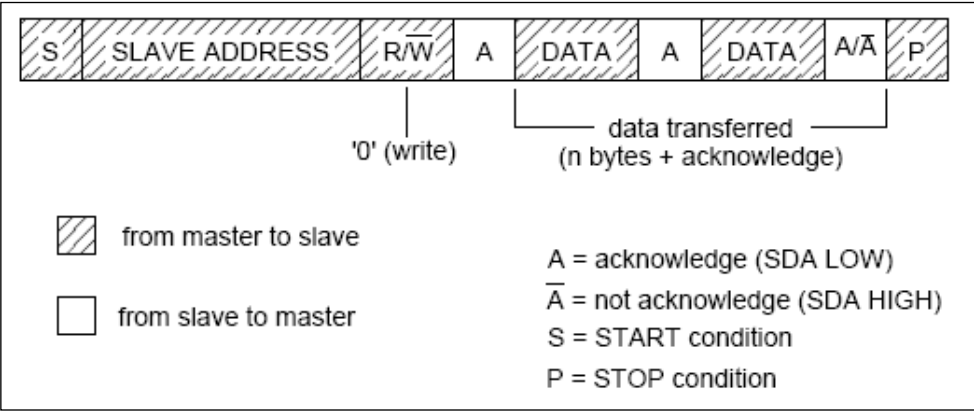 S SLAVE ADDRESS R/W̅ A DATA A DATA A/A̅ P
'0' (write)
data transferred
(n bytes + acknowledge)
from master to slave
from slave to master
A = acknowledge (SDA LOW)
A̅ = not acknowledge (SDA HIGH)
S = START condition
P = STOP condition